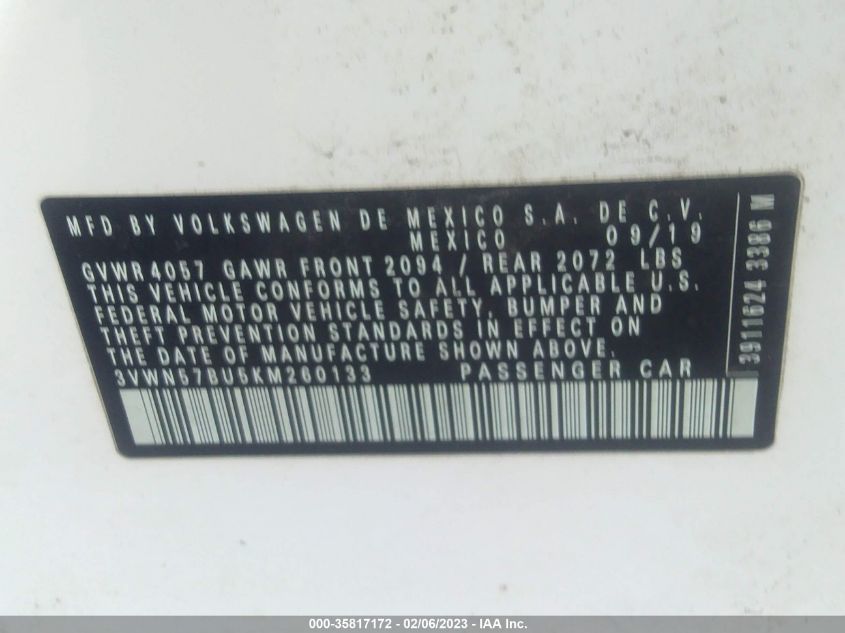 MFD BY VOLKSWAGEN DE MEXICO S.A. DE C.V.
MEXICO 09/19
GVWR 4057 GAWR FRONT 2094 / REAR 2072 LBS
THIS VEHICLE CONFORMS TO ALL APPLICABLE U.S.
FEDERAL MOTOR VEHICLE SAFETY, BUMPER AND
THEFT PREVENTION STANDARDS IN EFFECT ON
THE DATE OF MANUFACTURE SHOWN ABOVE.
3VWN57BU5KM260133 PASSENGER CAR
3911624 3386 M
000-35817172 - 02/06/2023 - IAA Inc.